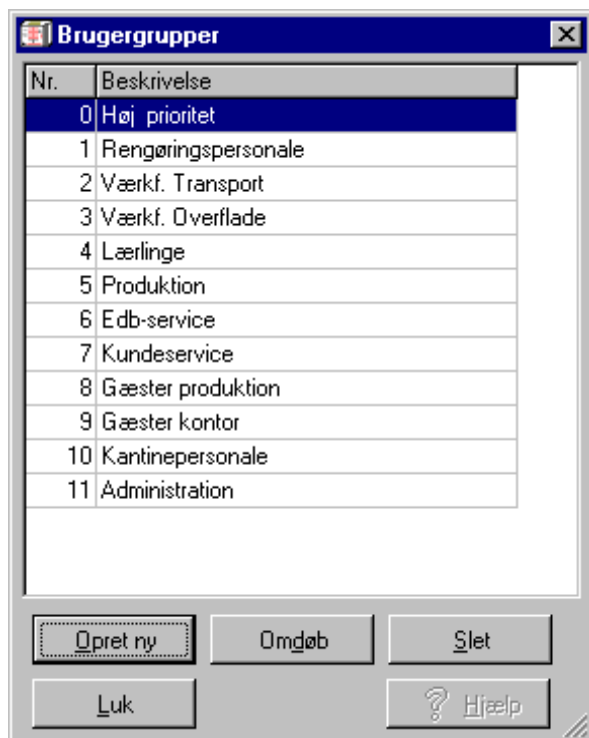 Brugergrupper
Nr. Beskrivelse
0 Høj prioritet
1 Rengøringspersonale
2 Værkf. Transport
3 Værkf. Overflade
4 Lærlinge
5 Produktion
6 Edb-service
7 Kundeservice
8 Gæster produktion
9 Gæster kontor
10 Kantinepersonale
11 Administration
Opret ny Omdøb Slet
Luk Hjælp